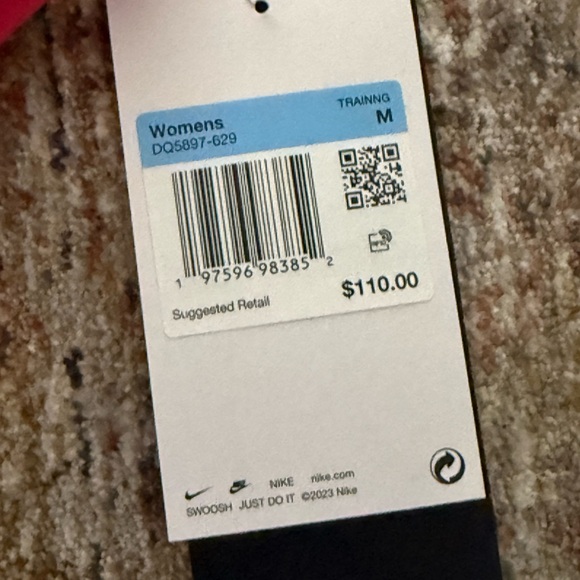 Womens
TRAINNG
DQ5897-629
M
1 97596 98385 2
$110.00
Suggested Retail
NIKE nike.com
SWOOSH JUST DO IT ©2023 Nike